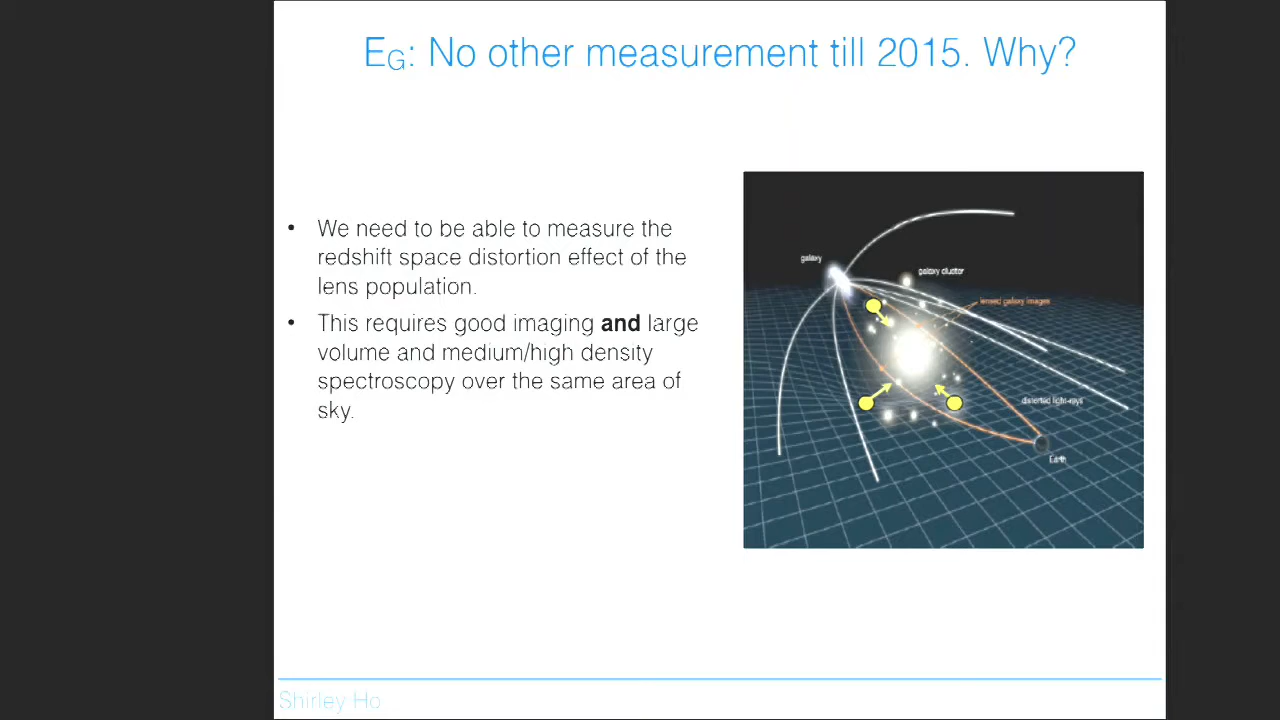 E_G: No other measurement till 2015. Why?
• We need to be able to measure the
redshift space distortion effect of the
lens population.
• This requires good imaging and large
volume and medium/high density
spectroscopy over the same area of
sky.
galaxy
galaxy cluster
lensed galaxy images
distorted light-rays
Earth
Shirley Ho